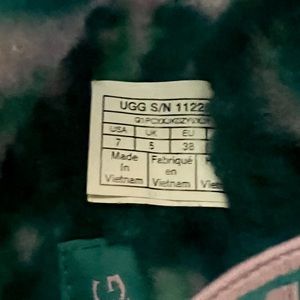 UGG S/N 1122
USA UK EU
7 5 38
Made Fabriqué
in en
Vietnam Vietnam
G